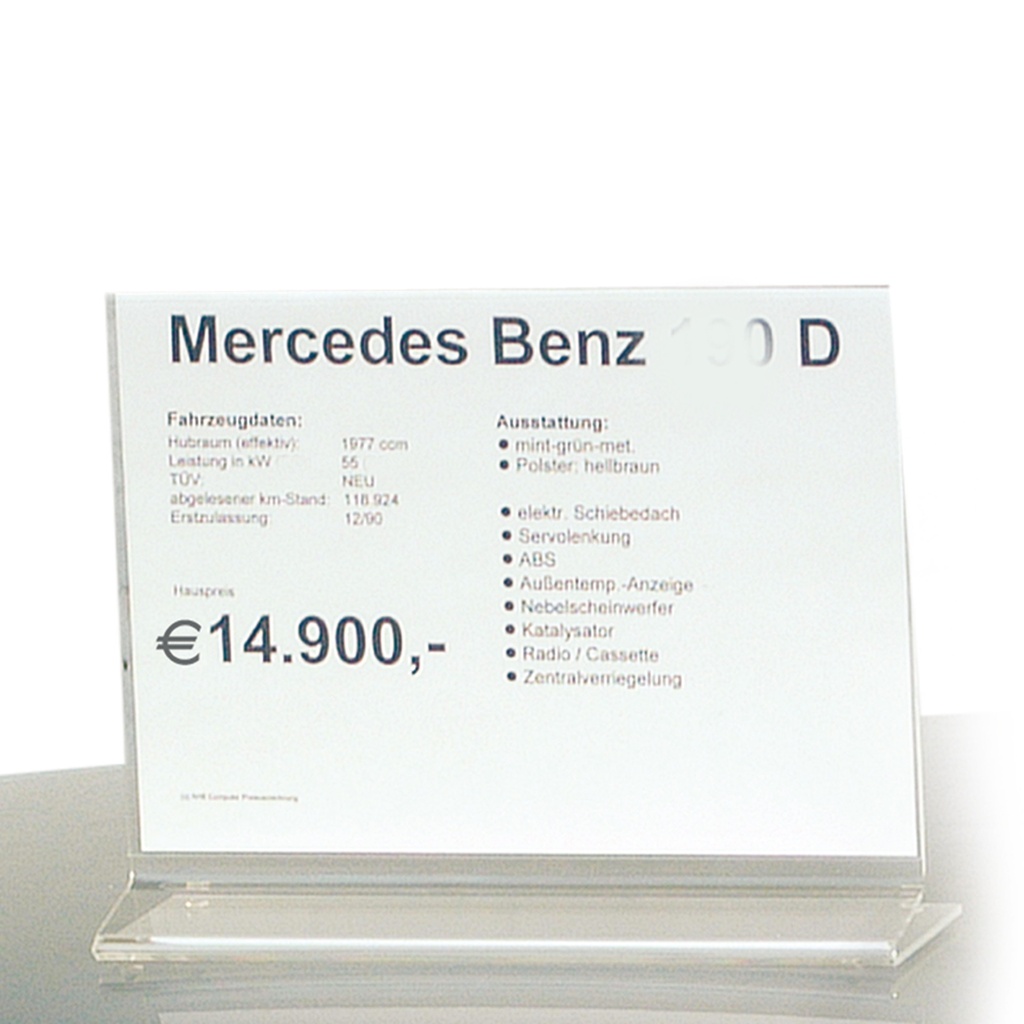 Mercedes Benz 190 D
Fahrzeugdaten:
Hubraum (effektiv): 1977 ccm
Leistung in kW 55
TÜV: NEU
abgelesener km-Stand: 116.924
Erstzulassung: 12/90
Hauspreis
€14.900,-
Ausstattung:
● mint-grün-met.
● Polster: hellbraun
● elektr. Schiebedach
● Servolenkung
● ABS
● Außentemp.-Anzeige
● Nebelscheinwerfer
● Katalysator
● Radio / Cassette
● Zentralverriegelung